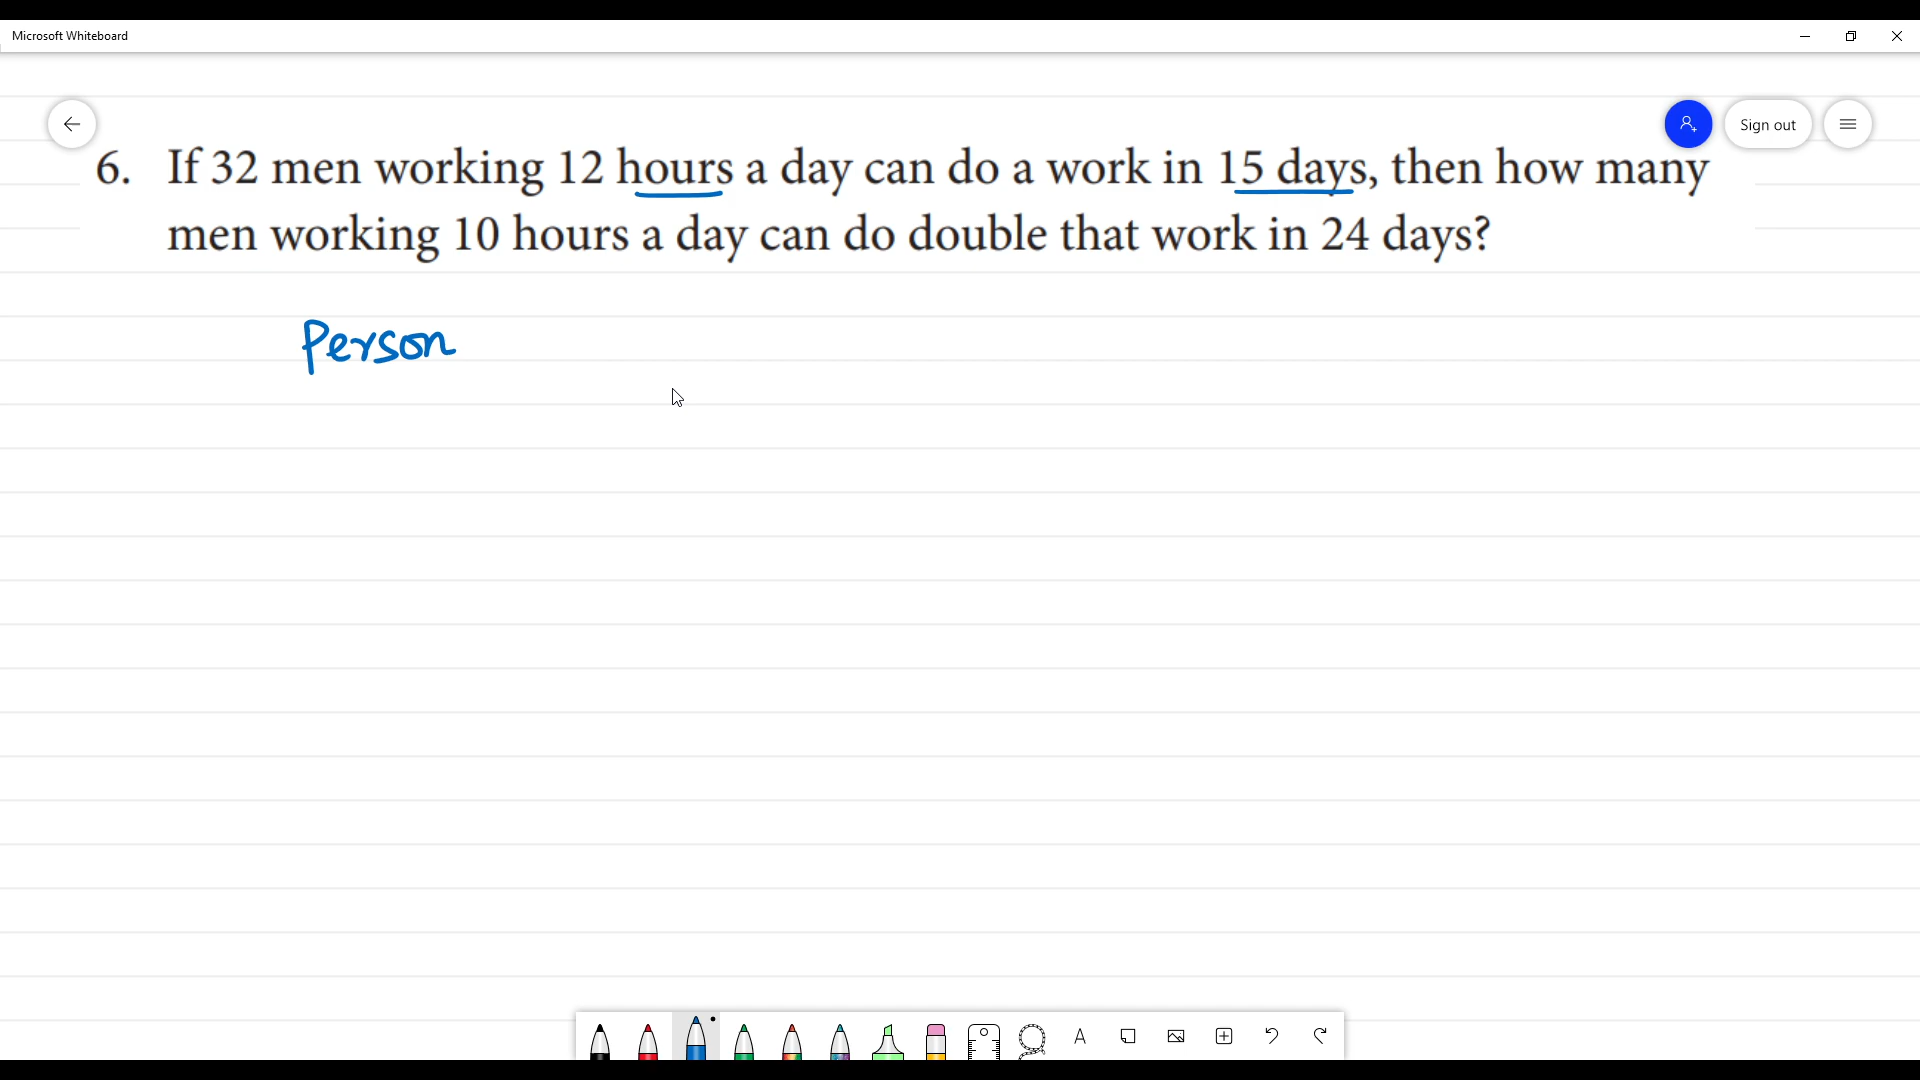 Microsoft Whiteboard
Sign out
6. If 32 men working 12 hours a day can do a work in 15 days, then how many
men working 10 hours a day can do double that work in 24 days?
Person
A